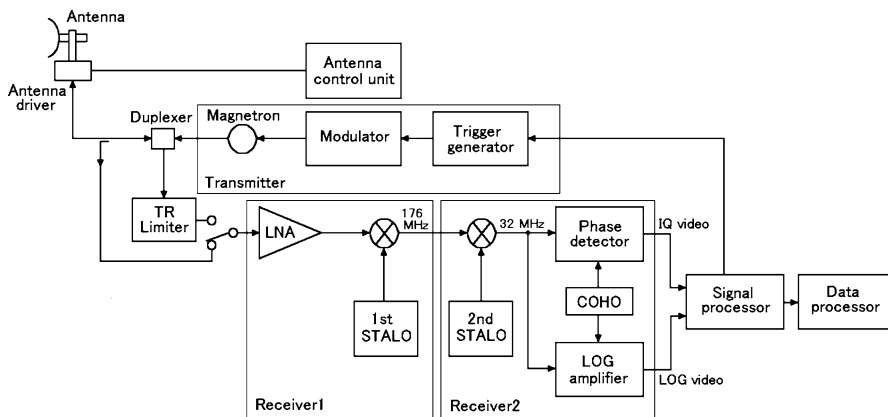 Antenna
Antenna
control unit
Antenna
driver
Duplexer
Magnetron
Modulator
Trigger
generator
Transmitter
TR
Limiter
LNA
176
MHz
32 MHz
Phase
detector
IQ video
1st
STALO
2nd
STALO
COHO
Signal
processor
Data
processor
LOG
amplifier
LOG video
Receiver1
Receiver2